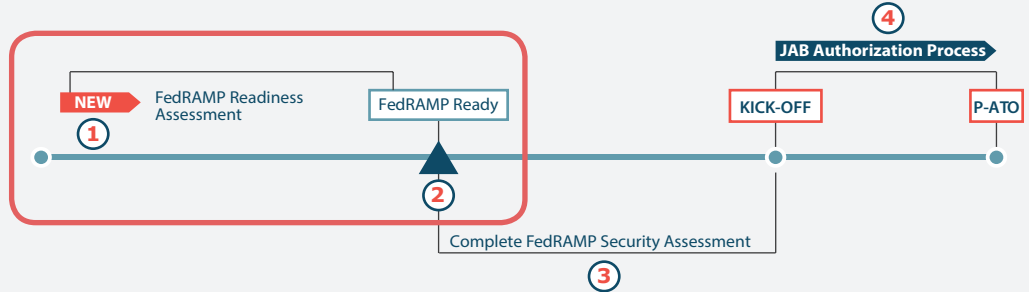 4
JAB Authorization Process
NEW
FedRAMP Readiness
Assessment
FedRAMP Ready
KICK-OFF
P-ATO
1
2
Complete FedRAMP Security Assessment
3